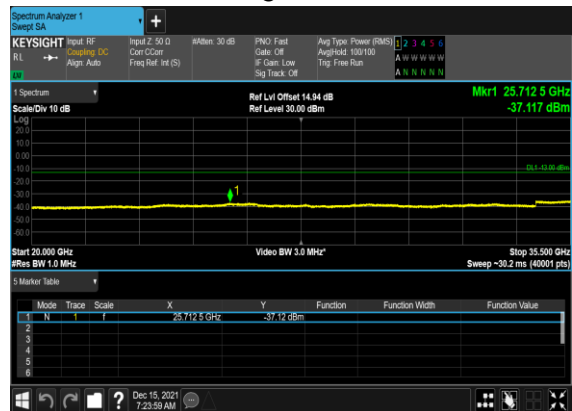 Spectrum Analyzer 1
Swept SA
+
KEYSIGHT Input: RF Input Z: 50 Ω #Atten: 30 dB PNO: Fast Avg Type: Power (RMS) 1 2 3 4 5 6
RL Coupling: DC Corr CCorr Gate: Off Avg|Hold: 100/100 A W W W W W
Align: Auto Freq Ref: Int (S) IF Gain: Low Trig: Free Run
LW Sig Track: Off A N N N N N
1 Spectrum Ref Lvl Offset 14.94 dB Mkr1 25.712 5 GHz
Scale/Div 10 dB Ref Level 30.00 dBm -37.117 dBm
Log
20.0
10.0
0.00
-10.0
DL1 -13.00 dBm
-20.0
-30.0
1
-40.0
-50.0
-60.0
Start 20.000 GHz Video BW 3.0 MHz* Stop 35.500 GHz
#Res BW 1.0 MHz Sweep ~30.2 ms (40001 pts)
5 Marker Table
Mode Trace Scale X Y Function Function Width Function Value
1 N 1 f 25.712 5 GHz -37.12 dBm
2
3
4
5
6
? Dec 15, 2021
7:23:59 AM